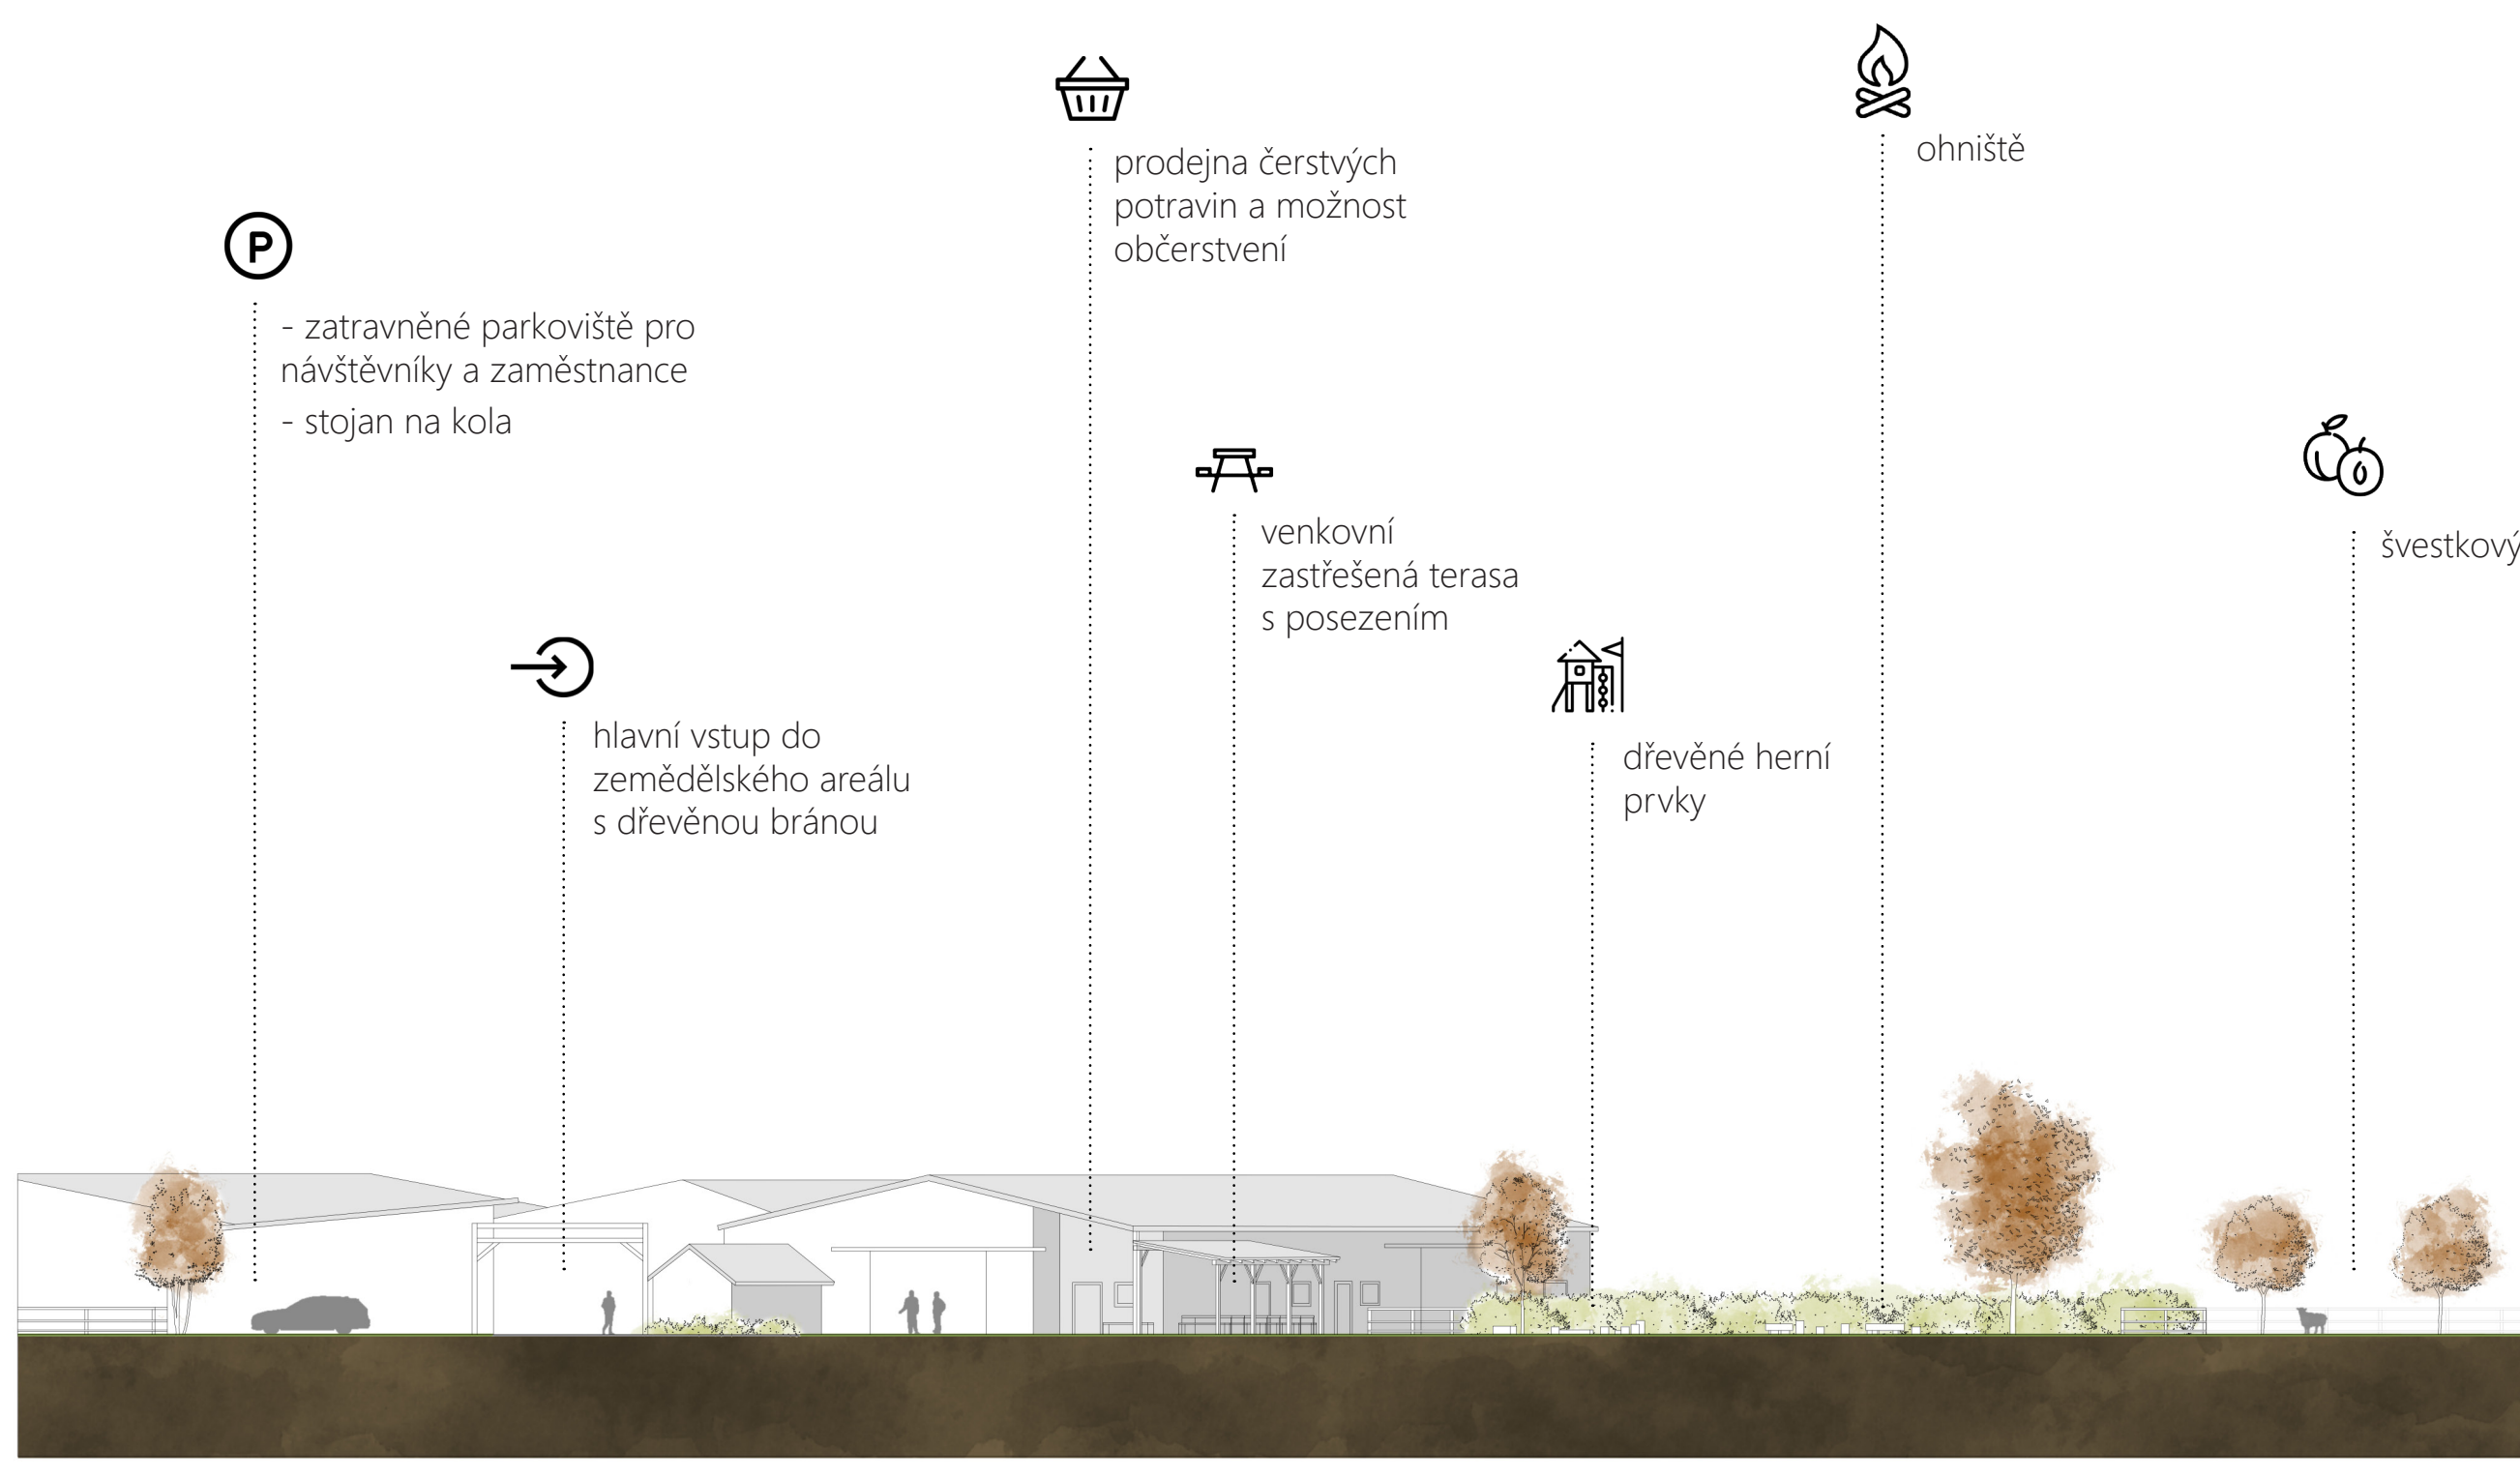 P
- zatravněné parkoviště pro
návštěvníky a zaměstnance
- stojan na kola
hlavní vstup do
zemědělského areálu
s dřevěnou bránou
prodejna čerstvých
potravin a možnost
občerstvení
venkovní
zastřešená terasa
s posezením
dřevěné herní
prvky
ohniště
švestkový